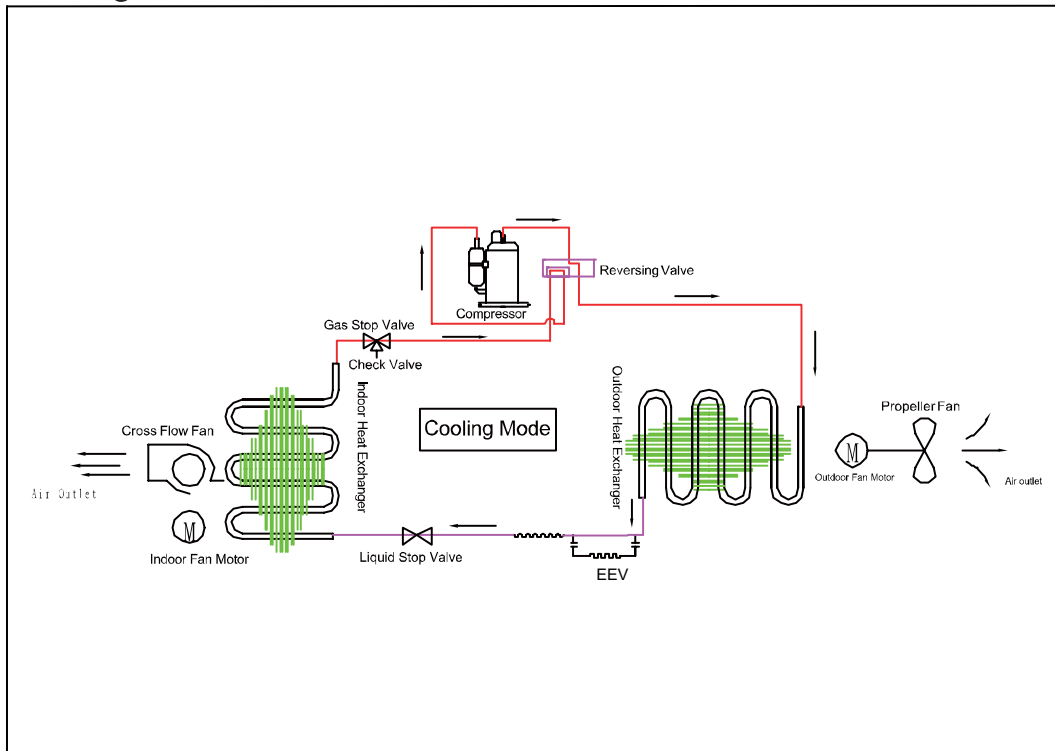 Reversing Valve
Compressor
Gas Stop Valve
Check Valve
Indoor Heat Exchanger
Outdoor Heat Exchanger
Cooling Mode
Cross Flow Fan
Air Outlet
M
Indoor Fan Motor
Liquid Stop Valve
EEV
M
Outdoor Fan Motor
Propeller Fan
Air outlet